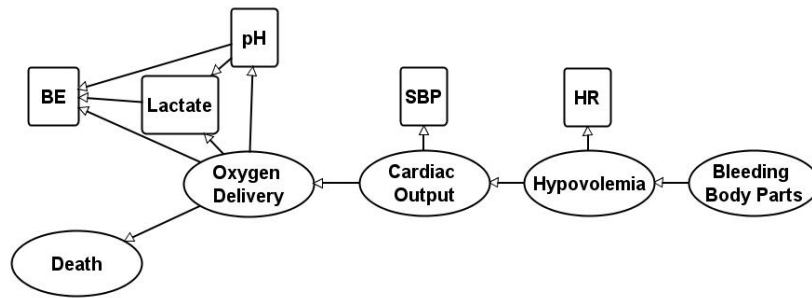 pH
BE
Lactate
SBP
HR
Oxygen
Delivery
Cardiac
Output
Hypovolemia
Bleeding
Body Parts
Death